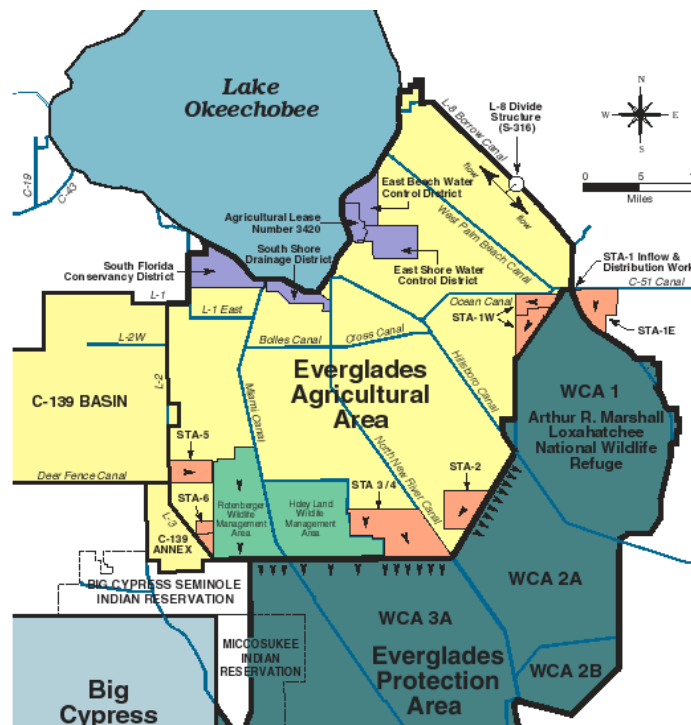 Lake
Okeechobee
L-8 Divide
Structure
(S-316)
N
W
E
S
0
5
Miles
C-19
C-43
L-8 Borrow Canal
flow
flow
East Beach Water
Control District
Agricultural Lease
Number 3420
South Shore
Drainage District
West Palm Beach Canal
East Shore Water
Control District
South Florida
Conservancy District
STA-1 Inflow &
Distribution Work
C-51 Canal
L-1
L-1 East
Ocean Canal
STA-1W
STA-1E
L-2W
Bolles Canal
Cross Canal
Hillsboro Canal
L-2
C-139 BASIN
Everglades
Agricultural
Area
Miami Canal
WCA 1
Arthur R. Marshall
Loxahatchee
National Wildlife
Refuge
STA-5
Deer Fence Canal
STA-6
L-3
C-139
ANNEX
Rotenberger
Wildlife
Management
Area
Holey Land
Wildlife
Management
Area
STA 3/4
North New River Canal
STA-2
BIG CYPRESS SEMINOLE
INDIAN RESERVATION
WCA 2A
WCA 3A
MICCOSUKEE
INDIAN
RESERVATION
WCA 2B
Everglades
Protection
Area
Big
Cypress